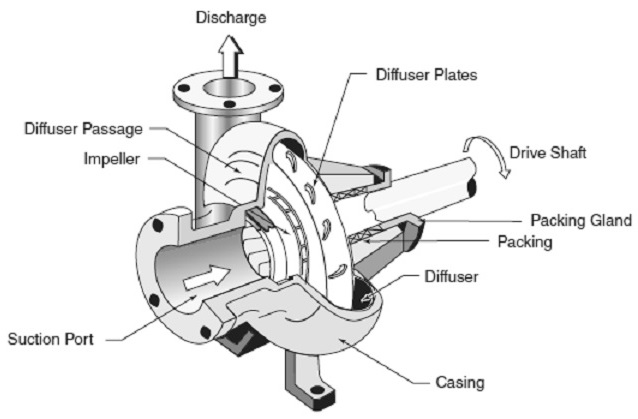 Discharge
Diffuser Plates
Diffuser Passage
Impeller
Drive Shaft
Packing Gland
Packing
Diffuser
Suction Port
Casing